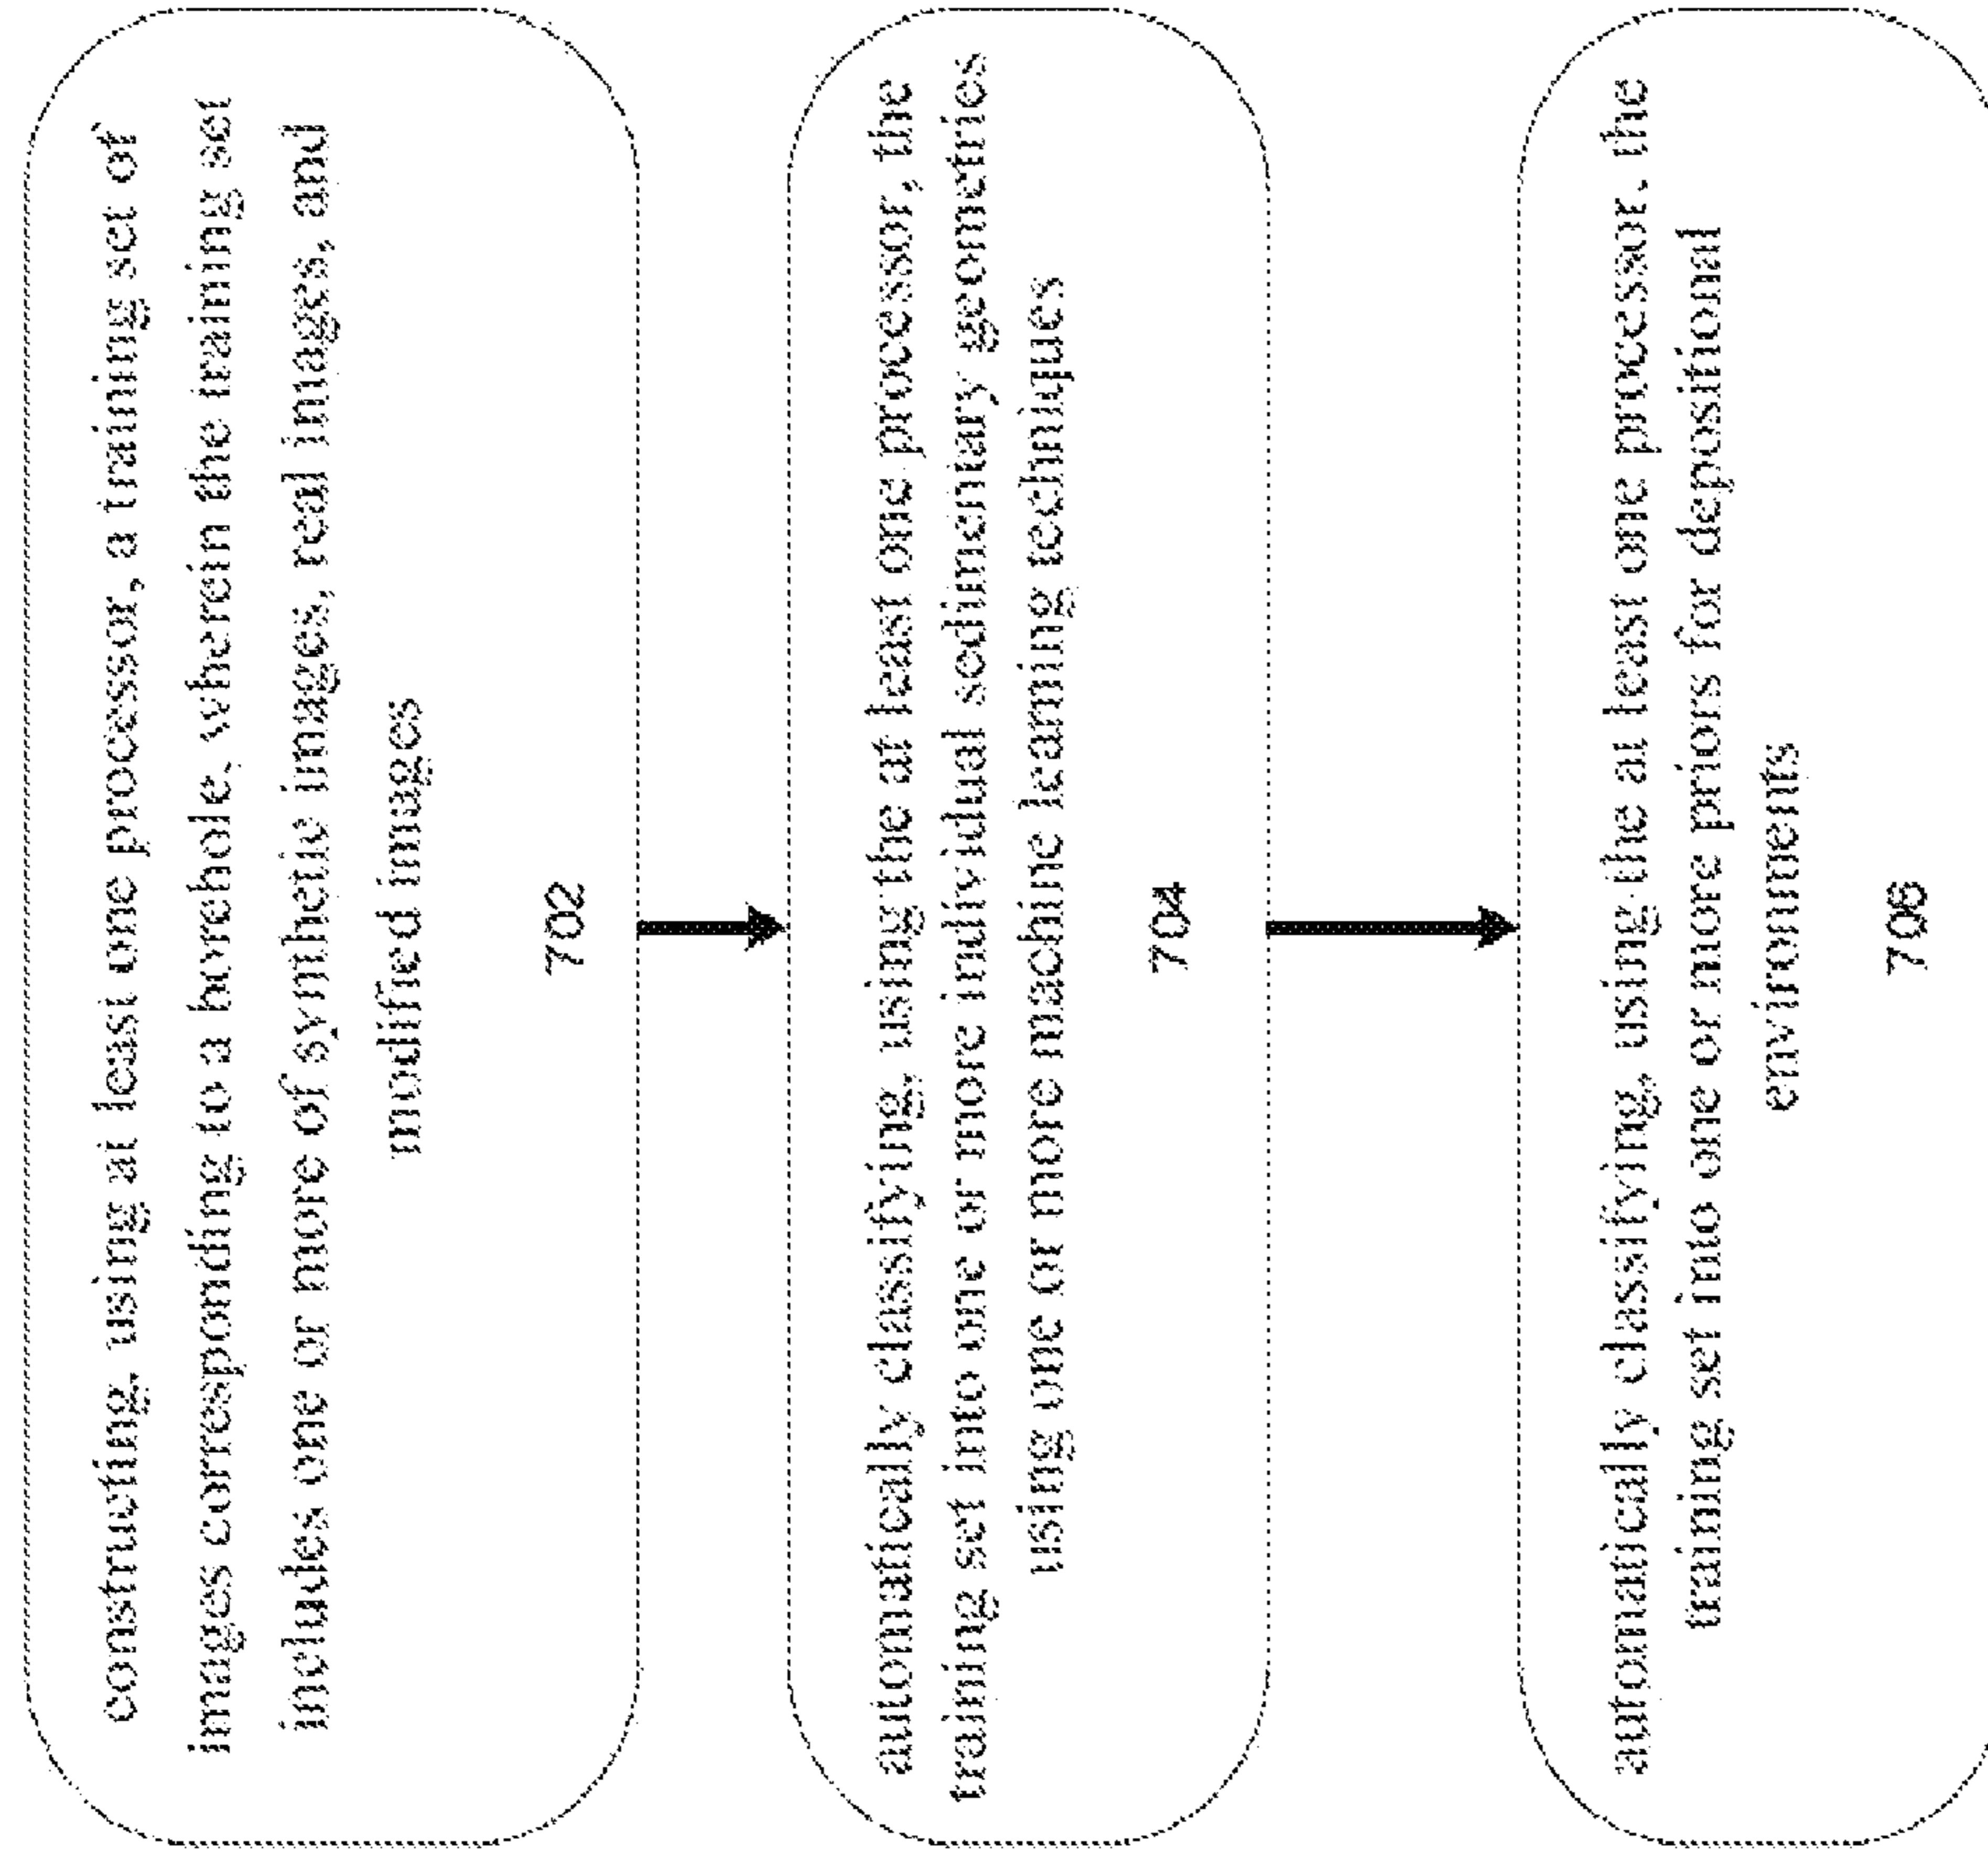 constructing, using at least one processor, a training set of
images corresponding to a borehole, wherein the training set
includes one or more of synthetic images, real images, and
modified images
702
automatically classifying, using the at least one processor, the
training set into one or more individual sedimentary geometries
using one or more machine learning techniques
704
automatically classifying, using the at least one processor, the
training set into one or more groups for depositional
environments
706